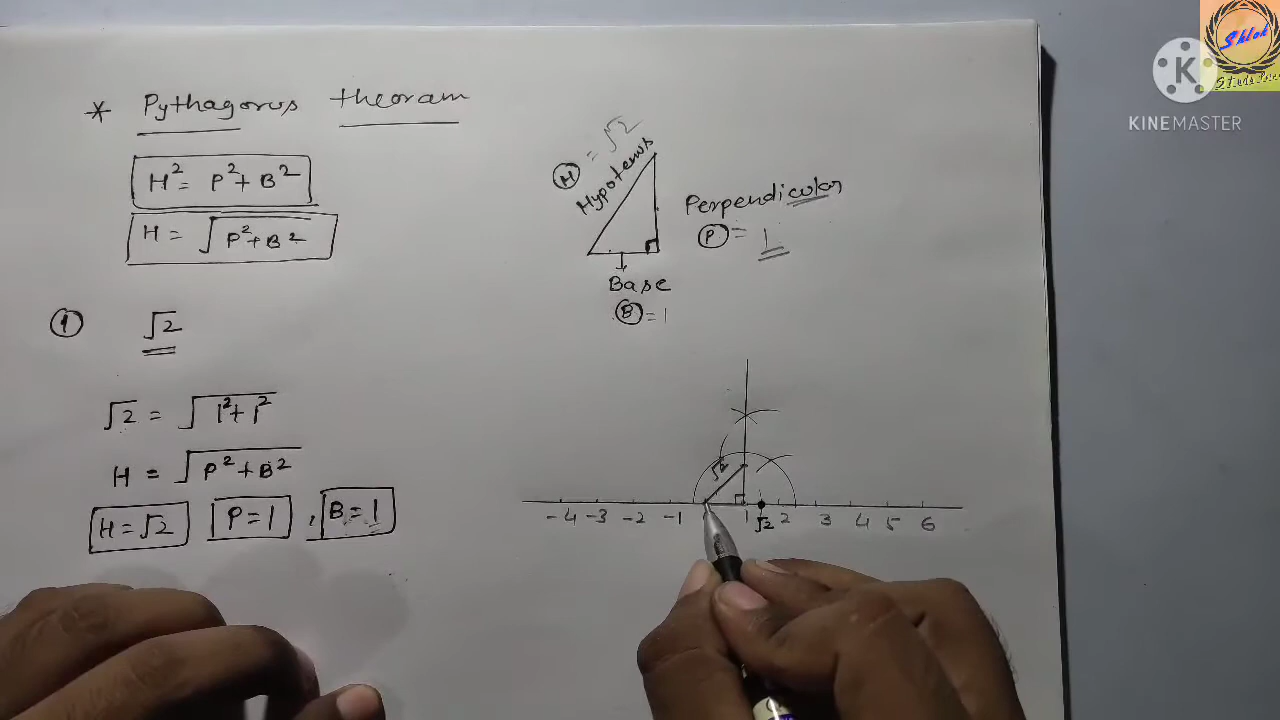 * Pythagorus theoram
H² = P² + B²
H = √P² + B²
Hypotenus
(H) = √2
Perpendicular
(P) = 1
Base
(B) = 1
(1) √2
√2 = √1² + 1²
H = √P² + B²
H = √2 P = 1 , B = 1
√2
-4 -3 -2 -1 1 √2 2 3 4 5 6
Shlok
K
KINEMASTER